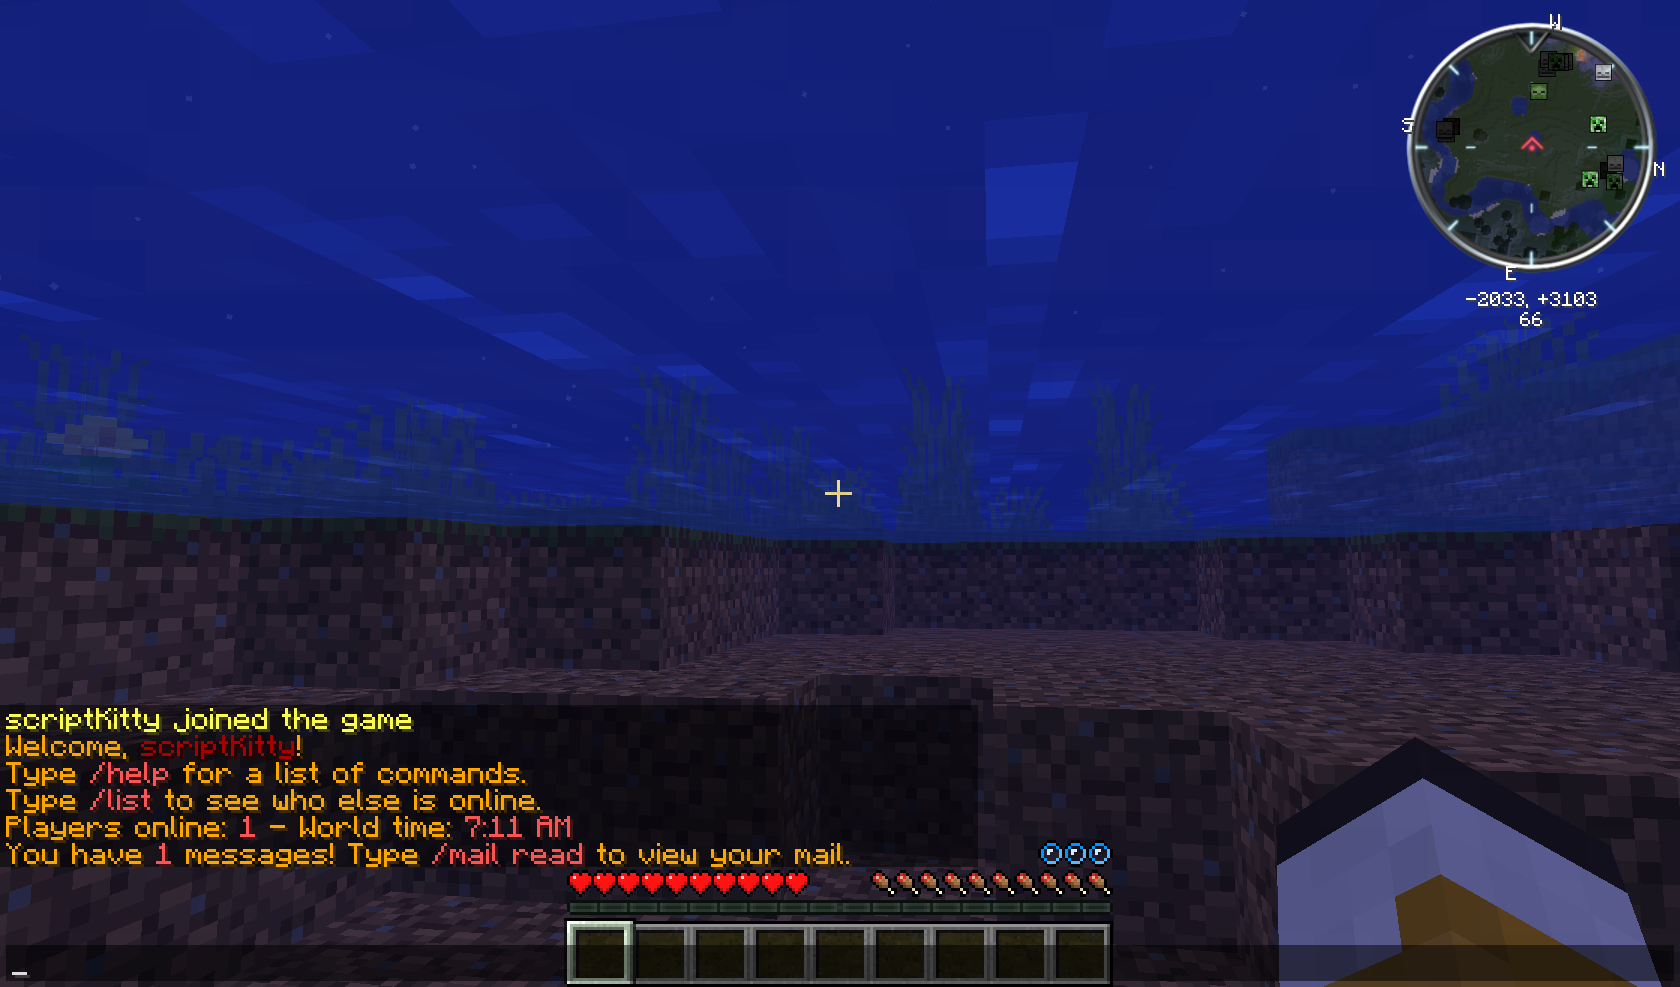 W
S
N
E
-2033, +3103
66
scriptKitty joined the game
Welcome, scriptKitty!
Type /help for a list of commands.
Type /list to see who else is online.
Players online: 1 - World time: 7:11 AM
You have 1 messages! Type /mail read to view your mail.
_